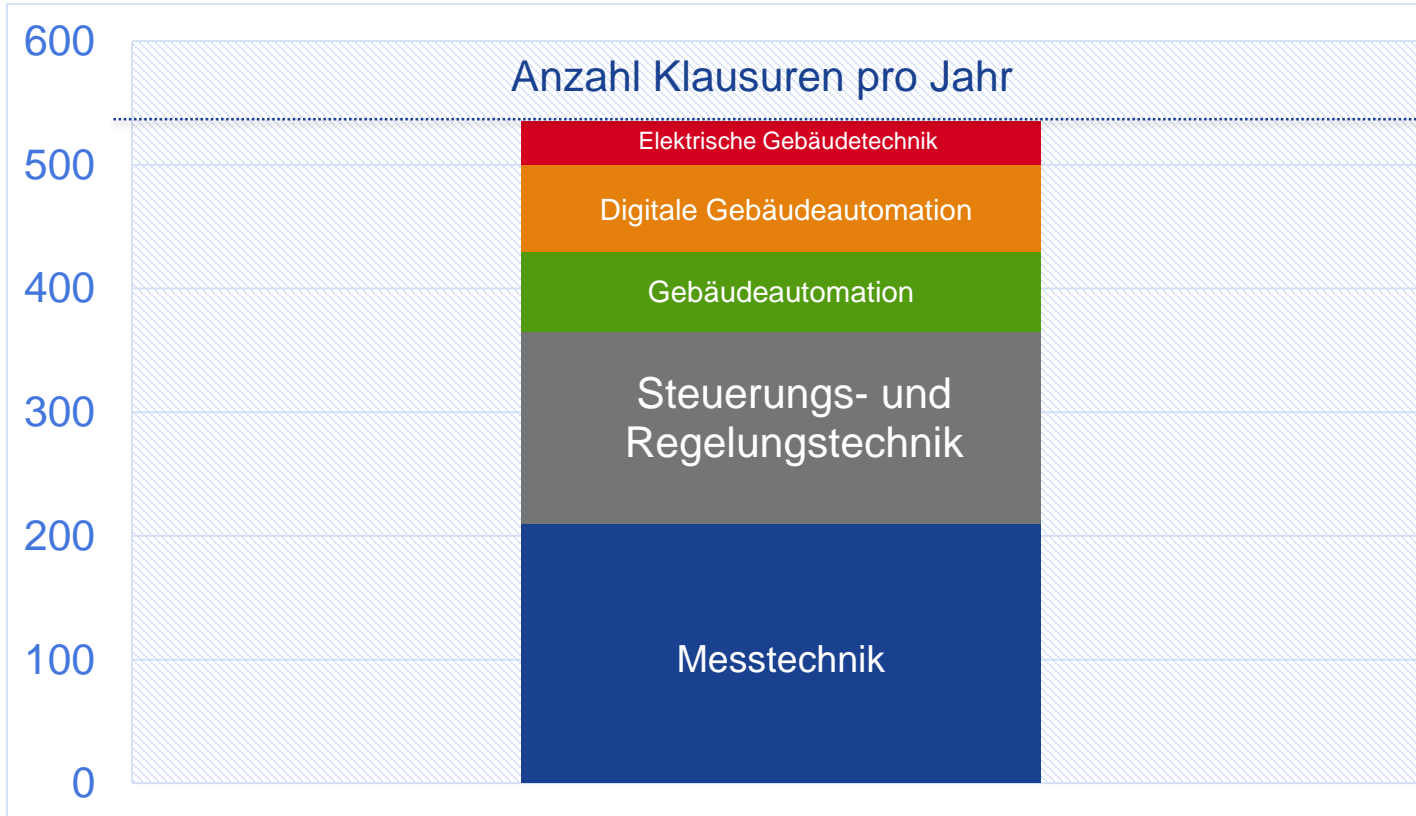 600
Anzahl Klausuren pro Jahr
Elektrische Gebäudetechnik
500
Digitale Gebäudeautomation
Gebäudeautomation
400
Steuerungs- und
Regelungstechnik
300
200
Messtechnik
100
0